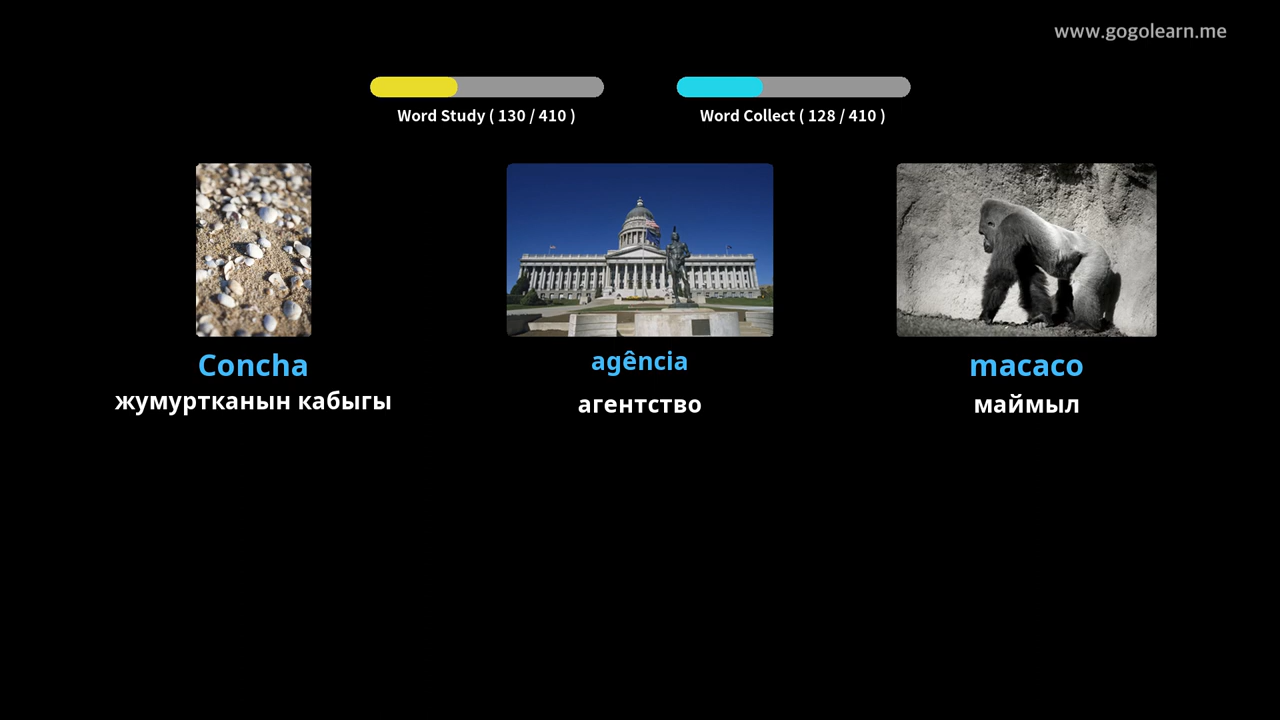 www.gogolearn.me
Word Study ( 130 / 410 )
Word Collect ( 128 / 410 )
Concha
жумуртканын кабыгы
agência
агентство
macaco
маймыл